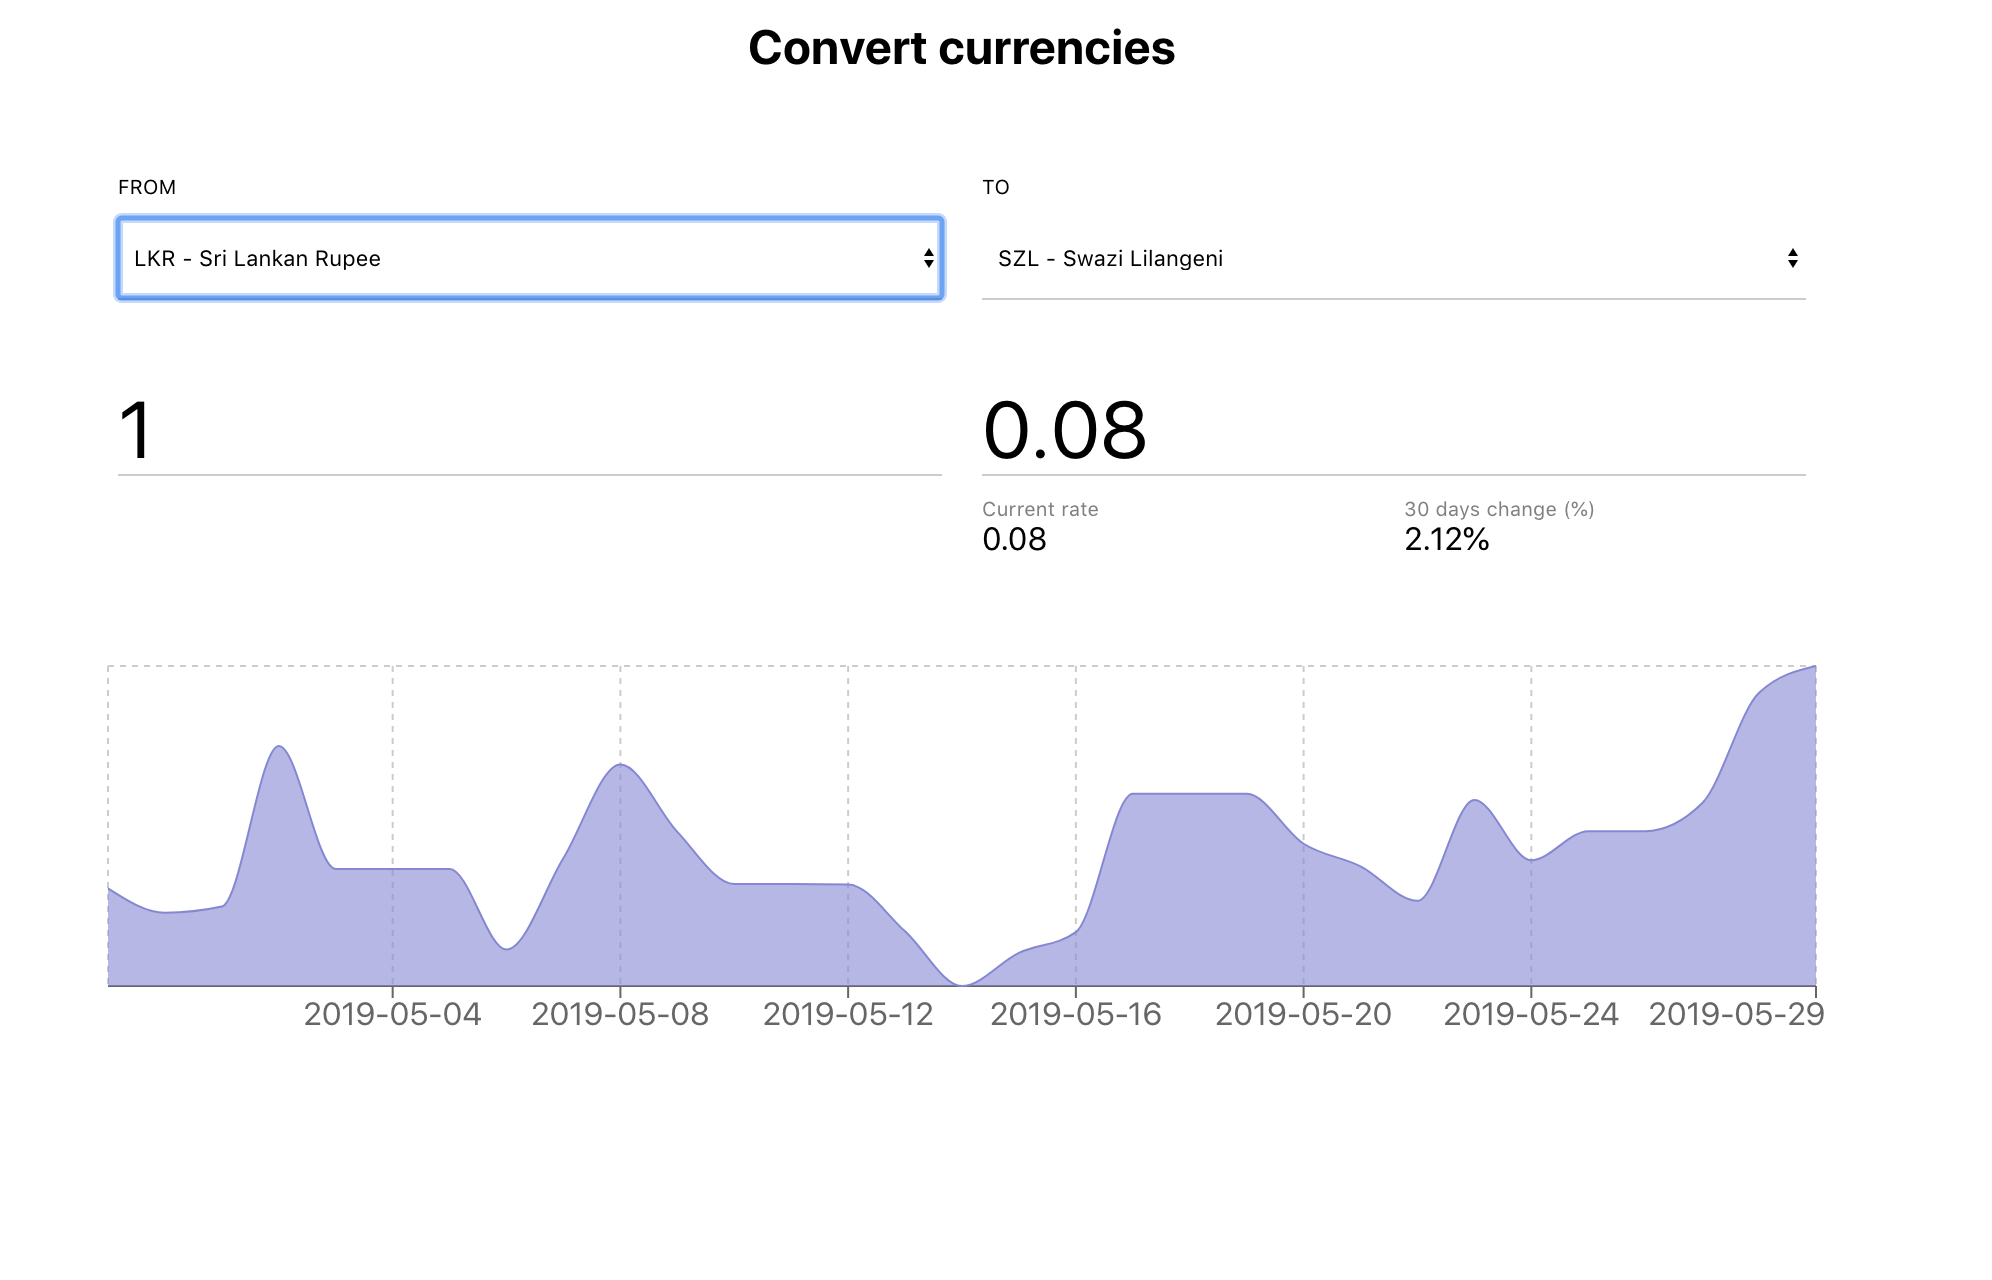 Convert currencies
FROM
TO
LKR - Sri Lankan Rupee
SZL - Swazi Lilangeni
1
0.08
Current rate
30 days change (%)
0.08
2.12%
2019-05-04
2019-05-08
2019-05-12
2019-05-16
2019-05-20
2019-05-24
2019-05-29